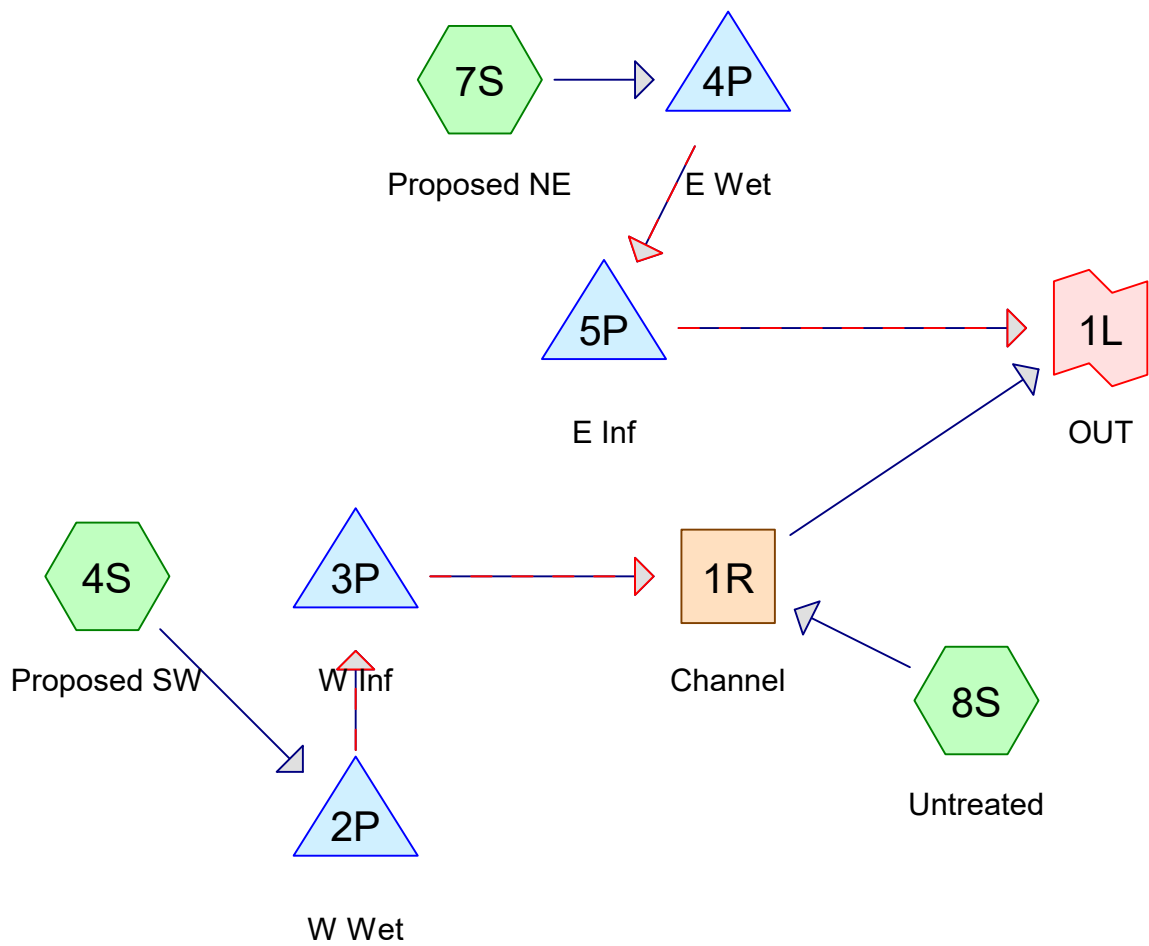 7S
4P
Proposed NE
E Wet
5P
1L
E Inf
OUT
4S
3P
1R
Proposed SW
W Inf
Channel
8S
Untreated
2P
W Wet